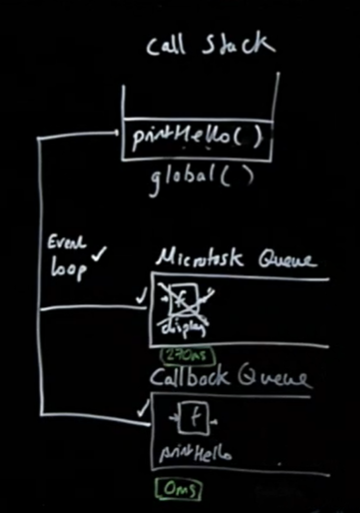 Call Stack
printHello()
global()
Event
loop
Microtask Queue
f
display
270ms
Callback Queue
f
printHello
0ms